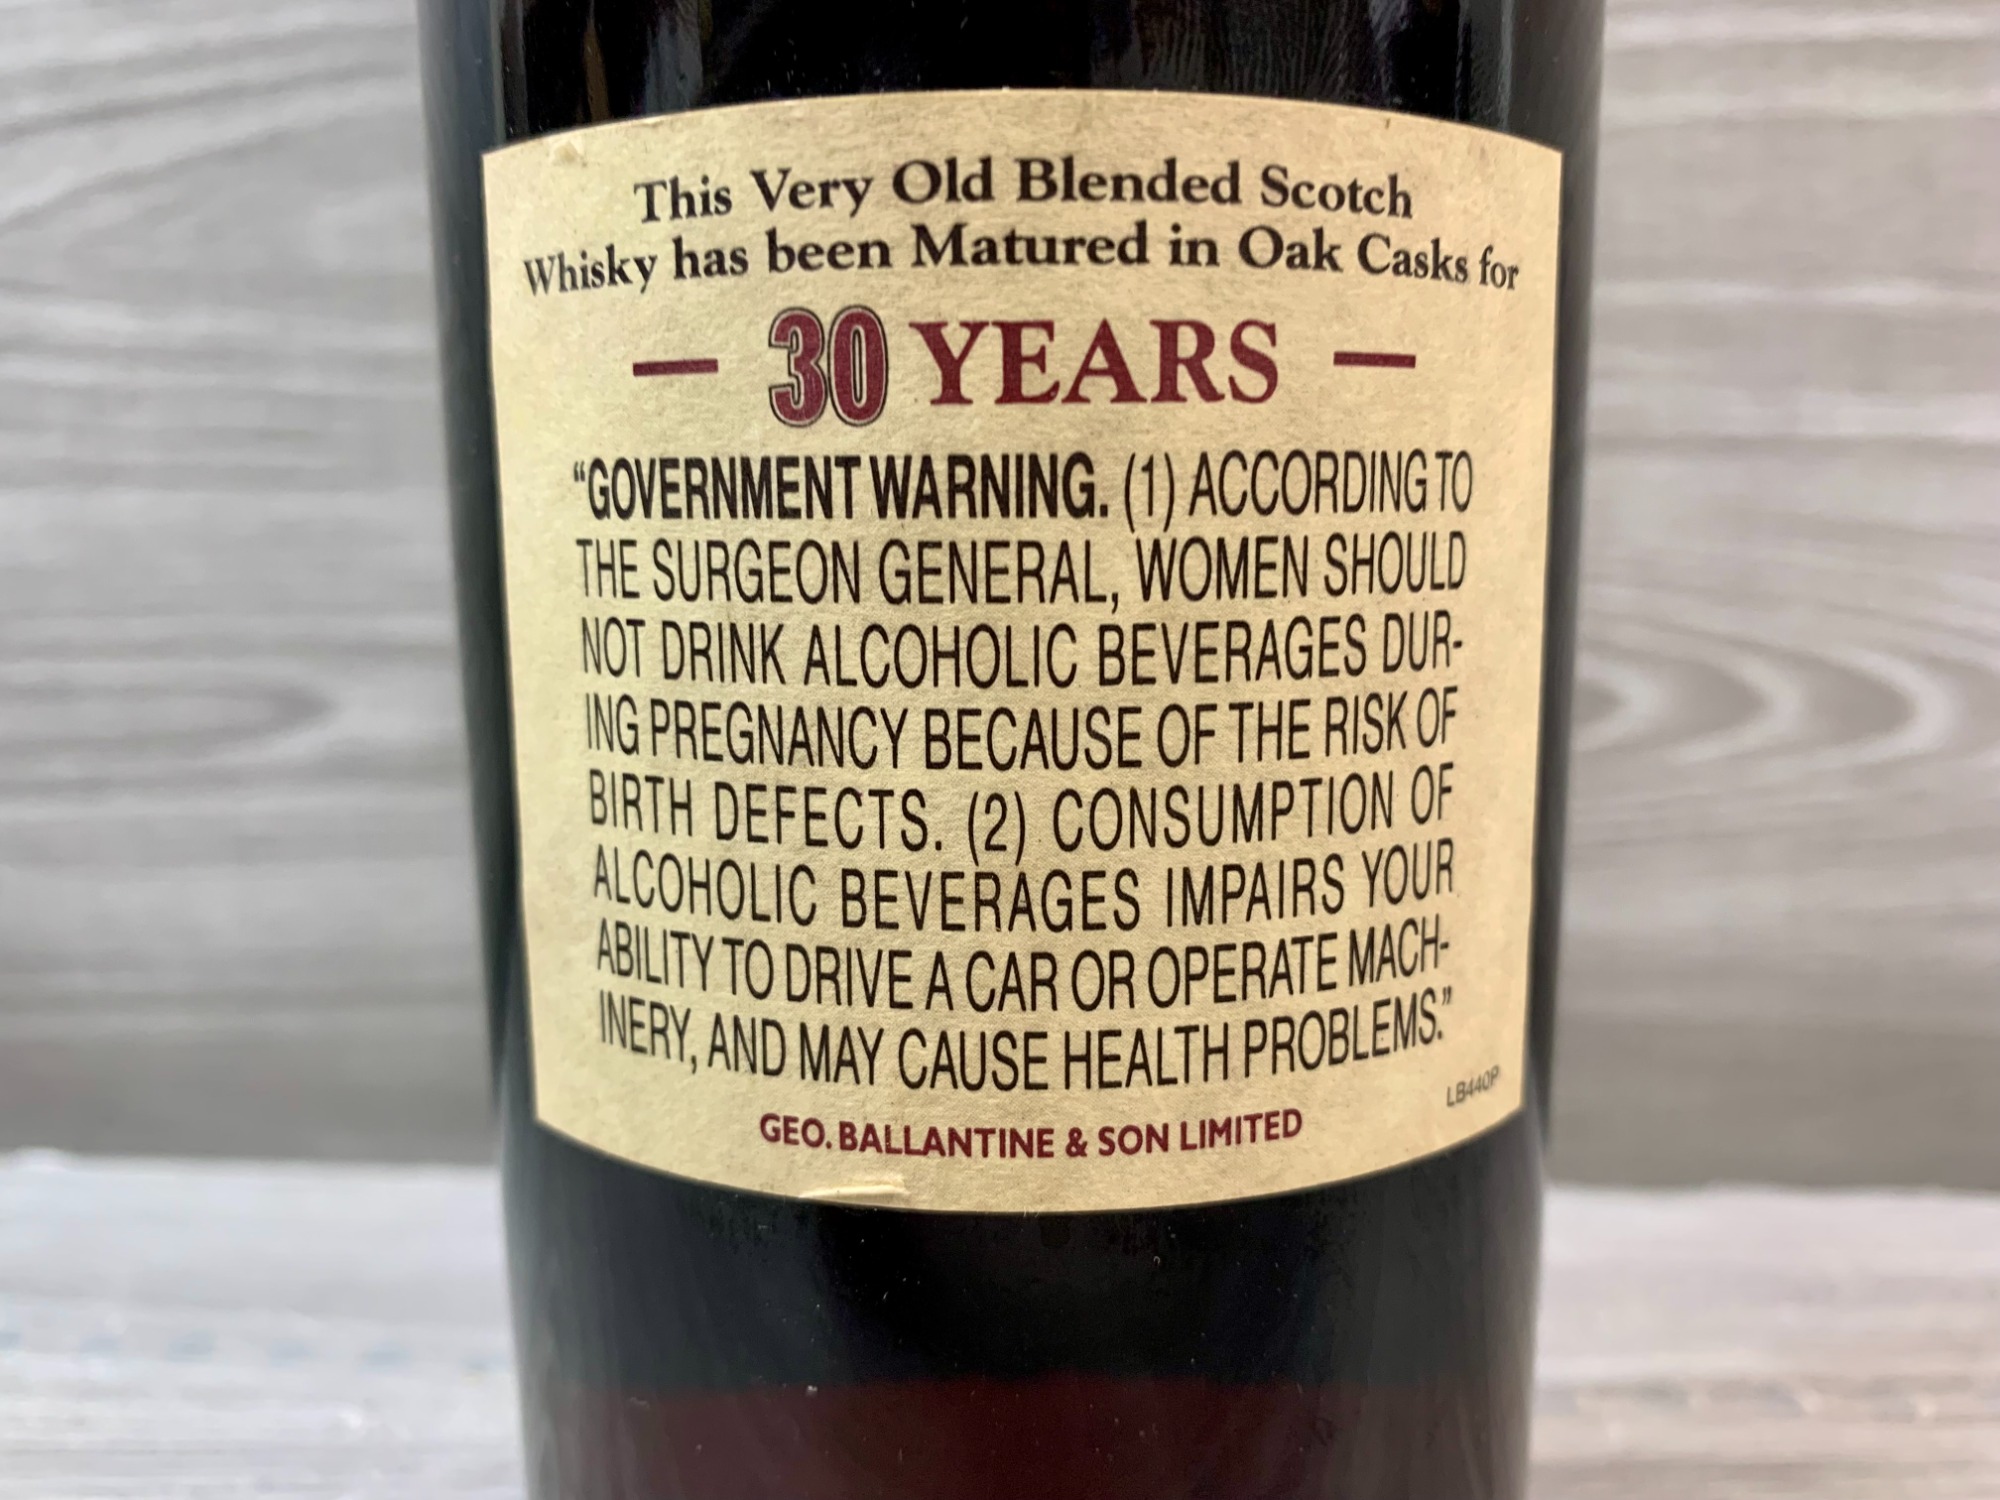 This Very Old Blended Scotch
Whisky has been Matured in Oak Casks for
— 30 YEARS —
“GOVERNMENT WARNING. (1) ACCORDING TO
THE SURGEON GENERAL, WOMEN SHOULD
NOT DRINK ALCOHOLIC BEVERAGES DUR-
ING PREGNANCY BECAUSE OF THE RISK OF
BIRTH DEFECTS. (2) CONSUMPTION OF
ALCOHOLIC BEVERAGES IMPAIRS YOUR
ABILITY TO DRIVE A CAR OR OPERATE MACH-
INERY, AND MAY CAUSE HEALTH PROBLEMS.”
LB440P
GEO. BALLANTINE & SON LIMITED